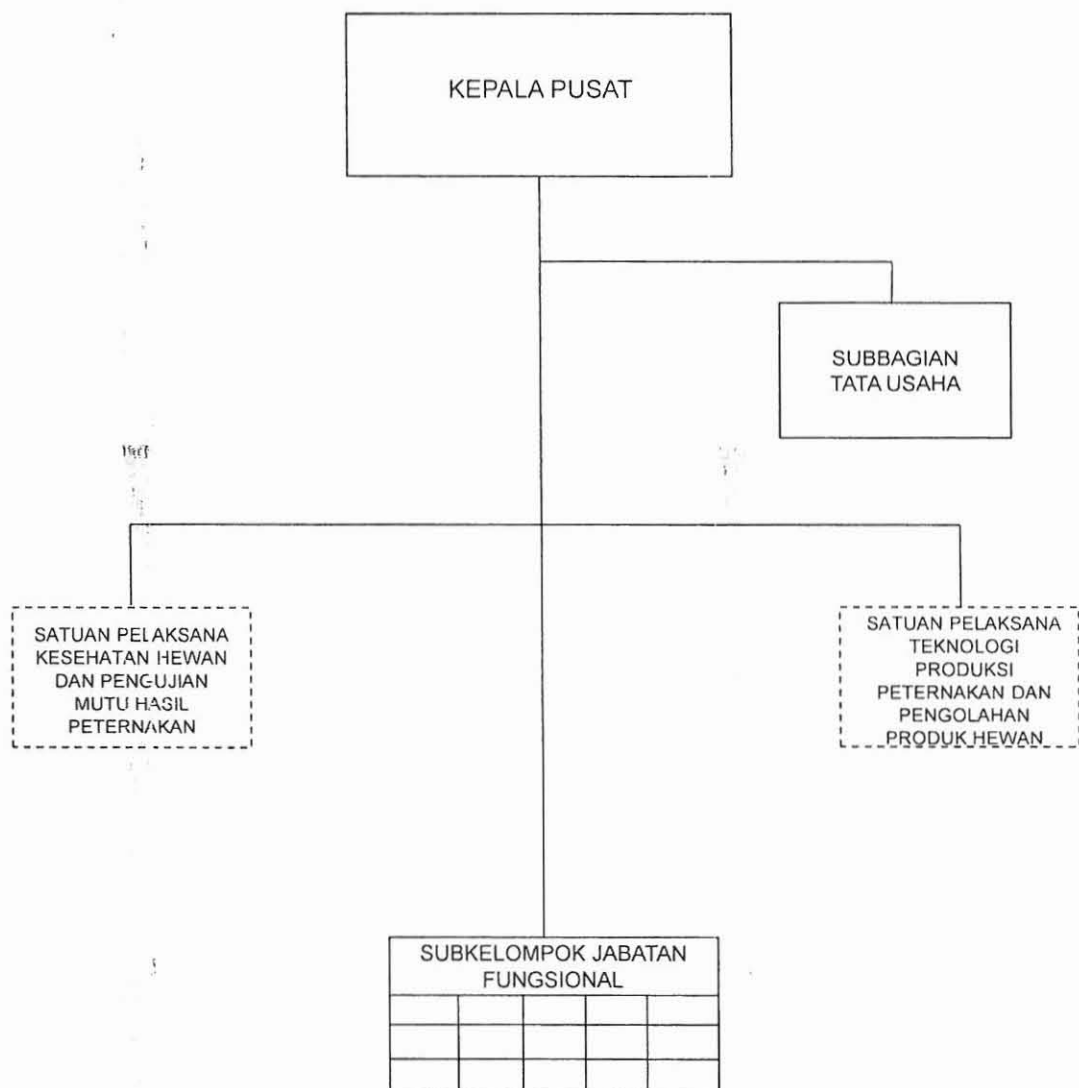 KEPALA PUSAT
SUBBAGIAN
TATA USAHA
SATUAN PELAKSANA
KESEHATAN HEWAN
DAN PENGUJIAN
MUTU HASIL
PETERNAKAN
SATUAN PELAKSANA
TEKNOLOGI
PRODUKSI
PETERNAKAN DAN
PENGOLAHAN
PRODUK HEWAN
SUBKELOMPOK JABATAN
FUNGSIONAL